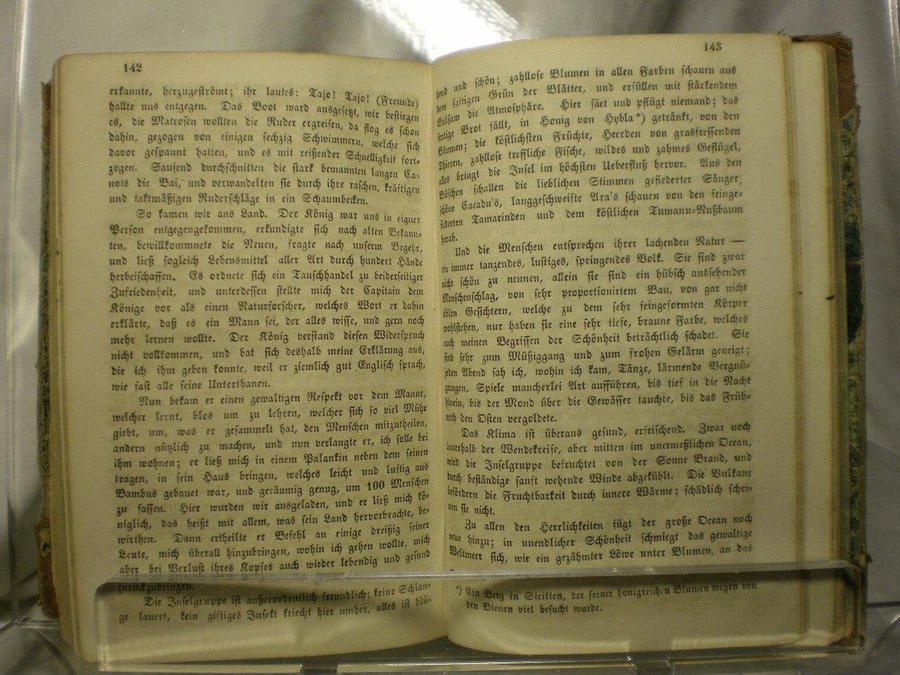 142
erkannte, herzugeströmt; ihr lautes: Tajo! Tajo! (Freunde)
hallte uns entgegen. Das Boot ward ausgesetzt, wir bestiegen
es, die Matrosen wollten die Ruder ergreifen, da flog es schon
dahin, gezogen von einigen sechzig Schwimmern, welche sich
davor gespannt hatten, und es mit reißender Schnelligkeit fort-
zogen. Sausend durchschnitten die stark bemannten langen Ca-
nots die Bai, und verwandelten sie durch ihre raschen, kräftigen
und taktmäßigen Ruderschläge in ein Schaumbecken.
So kamen wir ans Land. Der König war uns in eigner
Person entgegengekommen, erkundigte sich nach alten Bekann-
ten, bewillkommnete die Neuen, fragte nach unserm Begehr,
und ließ sogleich Lebensmittel aller Art durch hundert Hände
herbeischaffen. Es ordnete sich ein Tauschhandel zu beiderseitiger
Zufriedenheit, und unterdessen stellte mich der Capitain dem
Könige vor als einen Naturforscher, welches Wort er dahin
erklärte, daß es ein Mann sei, der alles wisse, und gern noch
mehr lernen wollte. Der König verstand diesen Widerspruch
nicht vollkommen, und bat sich deshalb meine Erklärung aus,
die ich ihm geben konnte, weil er ziemlich gut Englisch sprach,
wie fast alle seine Unterthanen.
Nun bekam er einen gewaltigen Respekt vor dem Manne,
welcher lernt, blos um zu lehren, welcher sich so viel Mühe
giebt, um, was er gesammelt hat, den Menschen mitzutheilen,
andern nützlich zu machen, und nun verlangte er, ich solle bei
ihm wohnen; er ließ mich in einem Palankin neben dem seinen
tragen, in sein Haus bringen, welches leicht und luftig aus
Bambus gebauet war, und geräumig genug, um 100 Menschen
zu fassen. Hier wurden wir ausgeladen, und er ließ mich kö-
niglich, das heißt mit allem, was sein Land hervorbrachte, be-
wirthen. Dann ertheilte er Befehl an einige dreißig seiner
Leute, mich überall hinzubringen, wohin ich gehen wollte, mich
aber bei Verlust ihres Kopfes auch wieder lebendig und gesund
zurückzubringen.
Die Inselgruppe ist außerordentlich freundlich; keine Schlan-
ge lauert, kein giftiges Insekt kriecht hier umher, alles ist blü-
143
hend und schön; zahllose Blumen in allen Farben schauen aus
dem saftigen Grün der Blätter, und erfüllen mit stärkendem
Balsam die Atmosphäre. Hier säet und pflügt niemand; das
fertige Brot fällt, in Honig von Hybla*) getränkt, von den
Bäumen; die köstlichsten Früchte, Heerden von grasfressenden
Thieren, zahllose treffliche Fische, wildes und zahmes Geflügel,
alles bringt die Insel im höchsten Ueberfluß hervor. Aus den
Büschen schallen die lieblichen Stimmen gefiederter Sänger,
schöne Cacadu's, langgeschweifte Ara's schauen von den feinge-
fiederten Tamarinden und dem köstlichen Tumanu-Nußbaum
herab.
Und die Menschen entsprechen ihrer lachenden Natur —
ein immer tanzendes, lustiges, springendes Volk. Sie sind zwar
nicht schön zu nennen, allein sie sind ein hübsch aussehender
Menschenschlag, von sehr proportionirtem Bau, von gar nicht
üblen Gesichtern, welche zu dem sehr feingeformten Körper
wohlstehen, nur haben sie eine sehr tiefe, braune Farbe, welches
nach meinen Begriffen der Schönheit beträchtlich schadet. Sie
sind sehr zum Müßiggang und zum frohen Gelärm geneigt;
jeden Abend sah ich, wohin ich kam, Tänze, lärmende Vergnü-
gungen, Spiele mancherlei Art aufführen, bis tief in die Nacht
hinein, bis der Mond über die Gewässer tauchte, bis das Früh-
roth den Osten vergoldete.
Das Klima ist überaus gesund, erfrischend. Zwar noch
innerhalb der Wendekreise, aber mitten im unermeßlichen Ocean,
wird die Inselgruppe befruchtet von der Sonne Brand, und
durch beständige sanft wehende Winde abgekühlt. Die Vulkane
befördern die Fruchtbarkeit durch innere Wärme; schädlich schei-
nen sie nicht.
Zu allen den Herrlichkeiten fügt der große Ocean noch
neue hinzu; in unendlicher Schönheit schmiegt das gewaltige
Weltmeer sich, wie ein gezähmter Löwe unter Blumen, an das
*) Ein Berg in Sicilien, der seiner honigreichen Blumen wegen von
den Bienen viel besucht wurde.